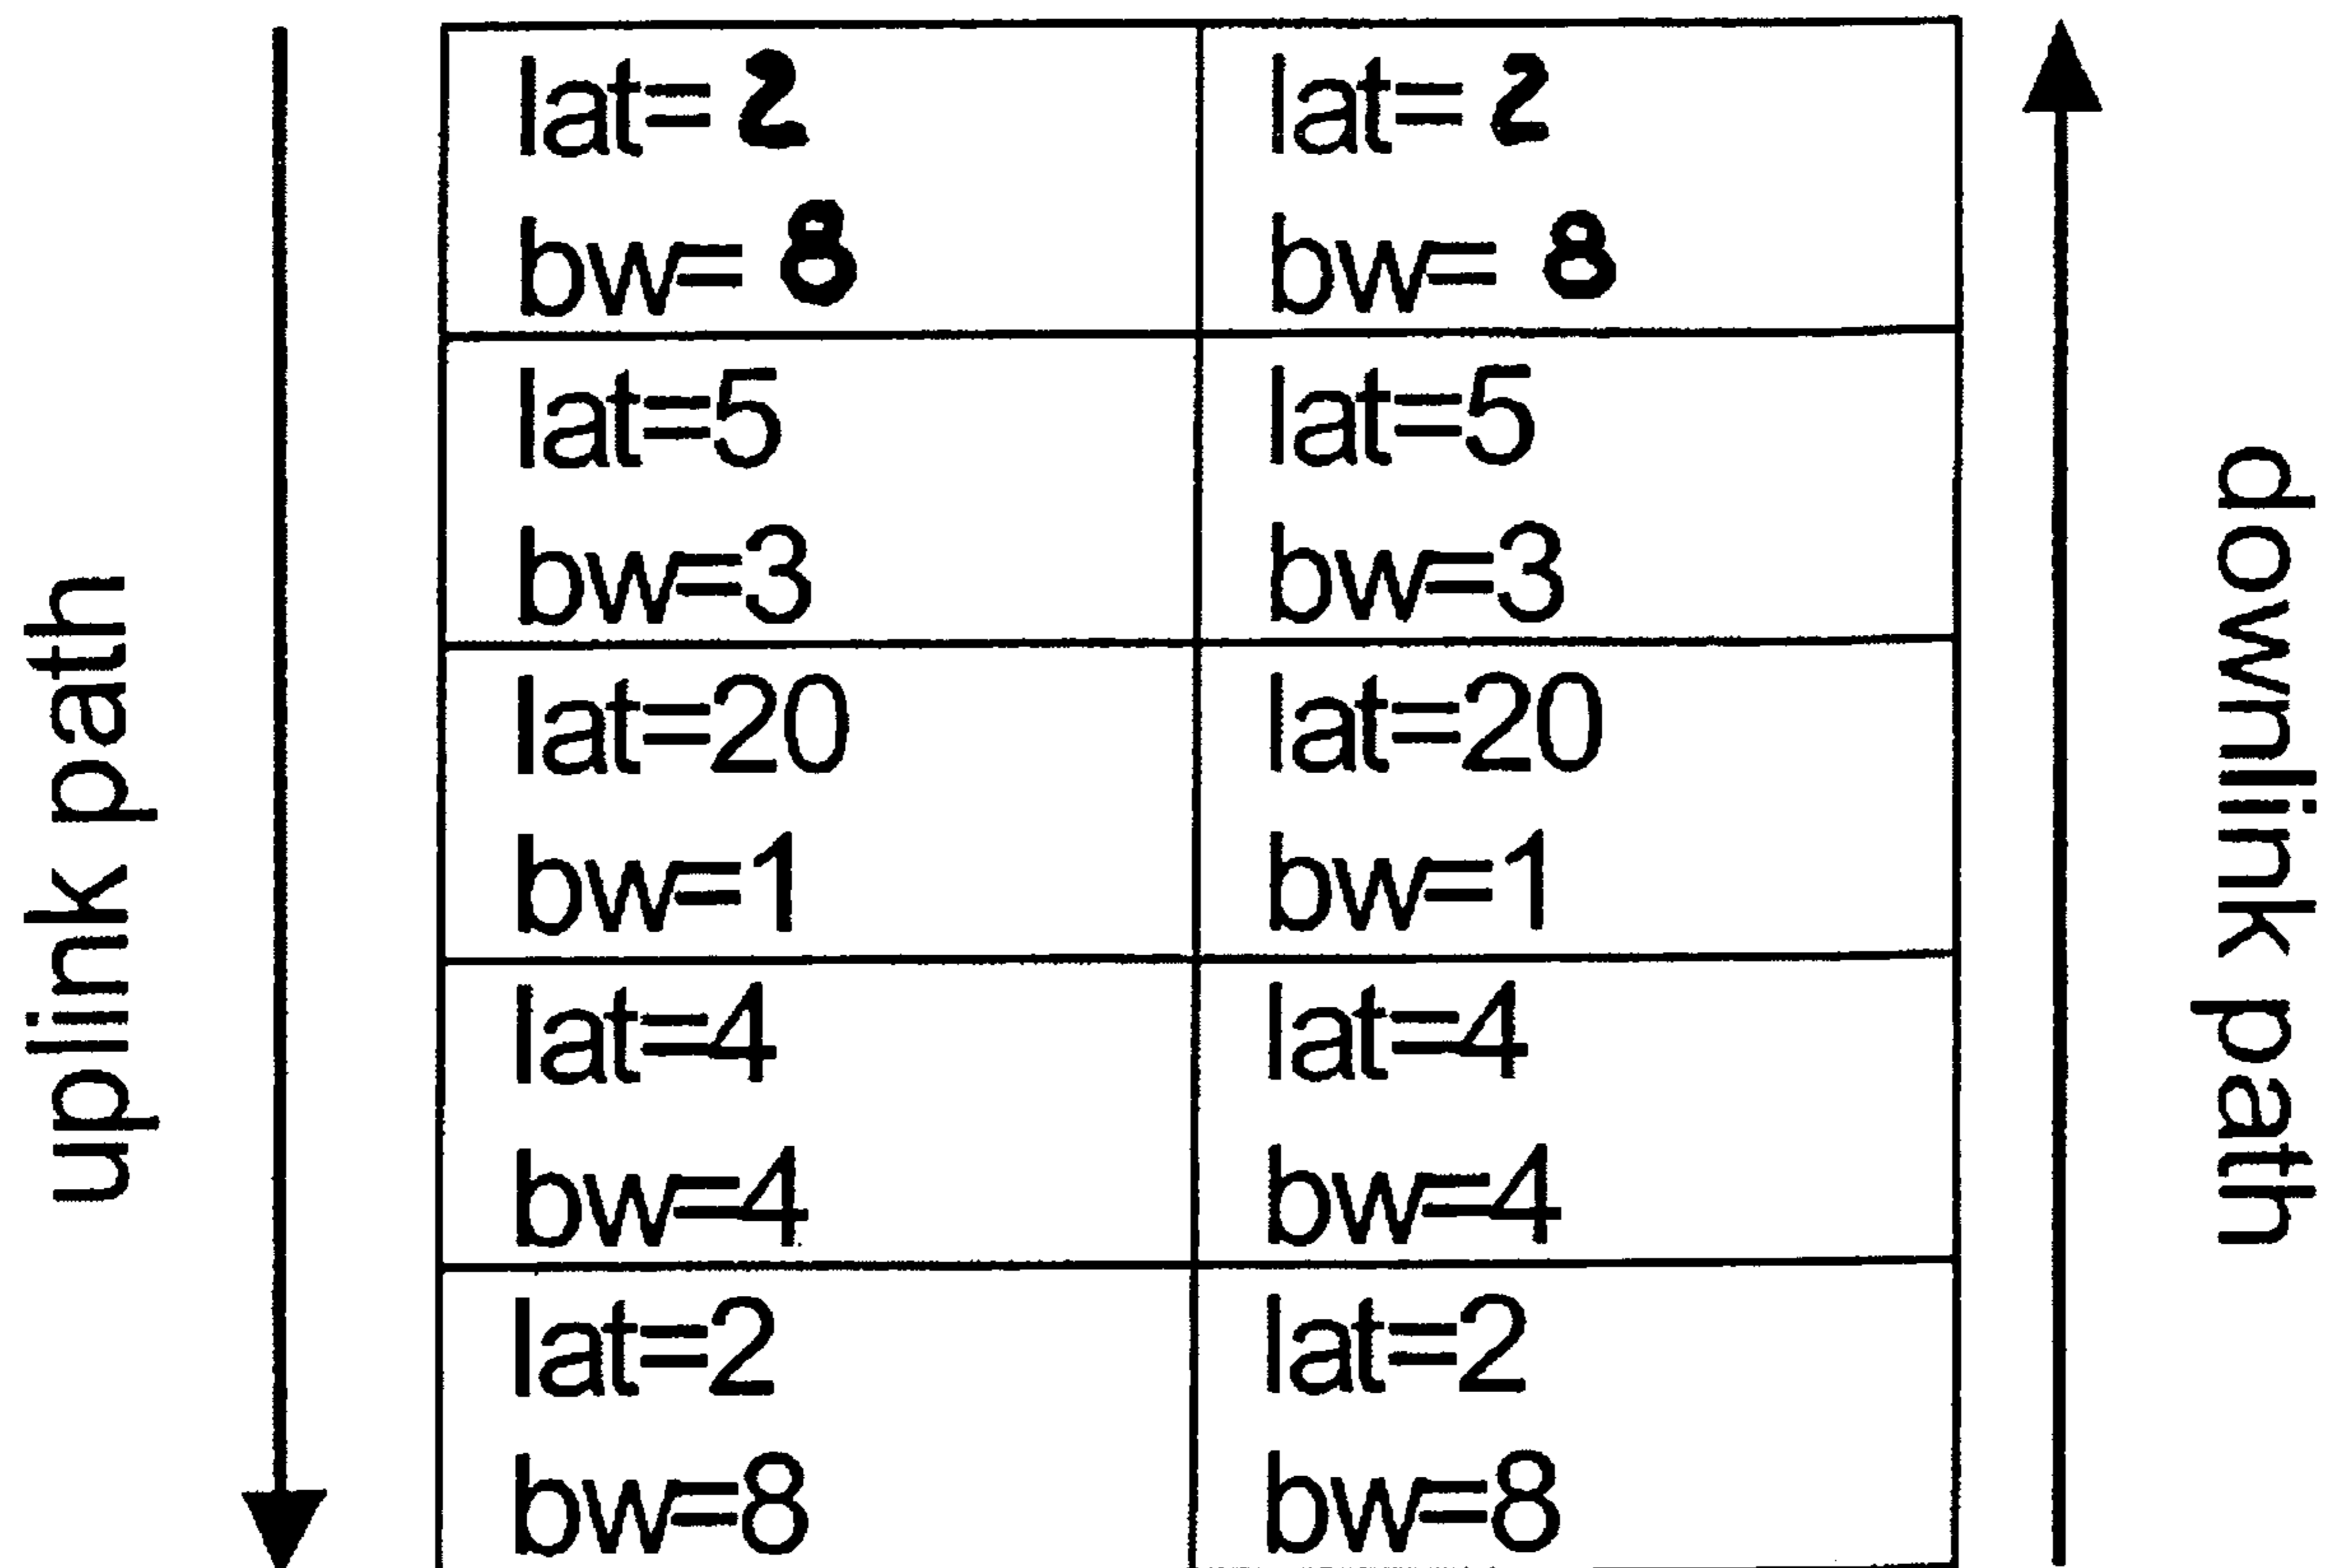 uplink path
lat= 2
bw= 8
lat= 2
bw= 8
lat=5
bw=3
lat=5
bw=3
lat=20
bw=1
lat=20
bw=1
lat=4
bw=4
lat=4
bw=4
lat=2
bw=8
lat=2
bw=8
downlink path